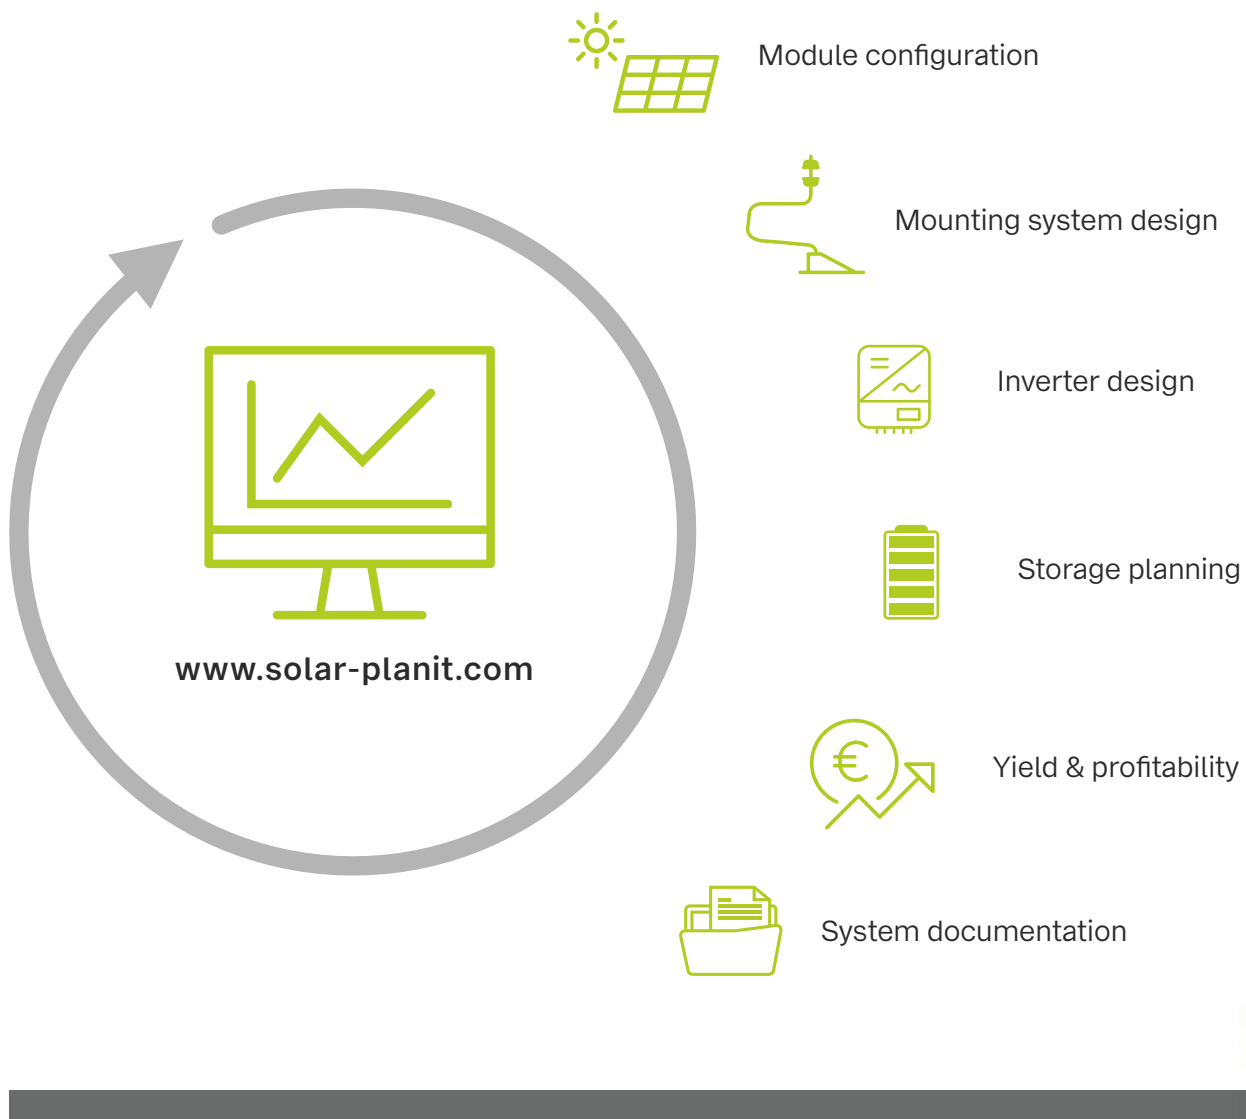 Module configuration
Mounting system design
Inverter design
Storage planning
www.solar-planit.com
Yield & profitability
System documentation